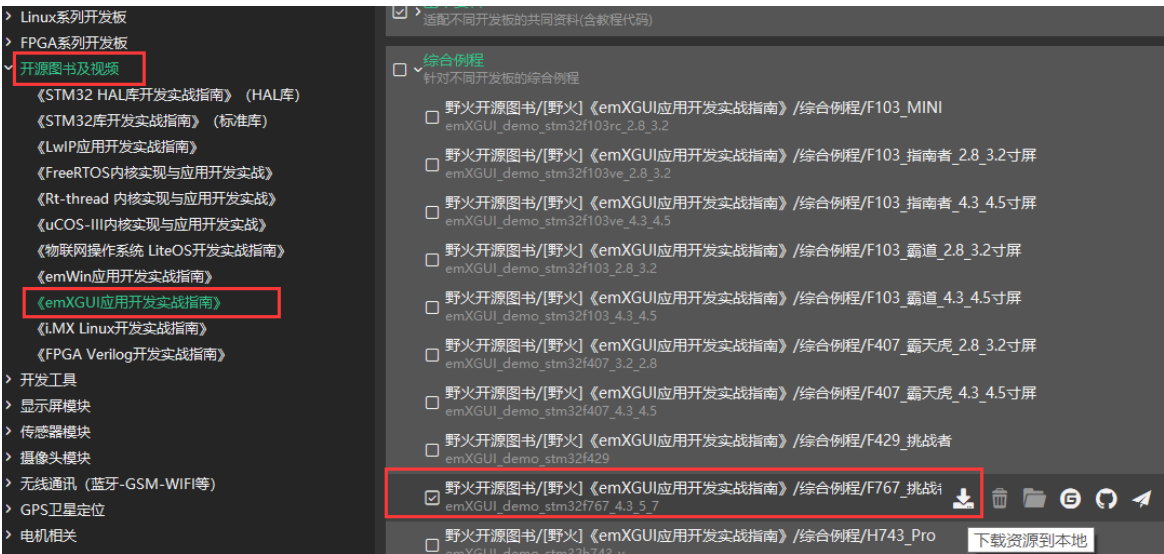 Linux系列开发板
FPGA系列开发板
开源图书及视频
《STM32 HAL库开发实战指南》（HAL库）
《STM32库开发实战指南》（标准库）
《LwIP应用开发实战指南》
《FreeRTOS内核实现与应用开发实战》
《Rt-thread 内核实现与应用开发实战》
《uCOS-III内核实现与应用开发实战》
《物联网操作系统 LiteOS开发实战指南》
《emWin应用开发实战指南》
《emXGUI应用开发实战指南》
《i.MX Linux开发实战指南》
《FPGA Verilog开发实战指南》
开发工具
显示屏模块
传感器模块
摄像头模块
无线通讯（蓝牙-GSM-WIFI等）
GPS卫星定位
电机相关
适配不同开发板的共同资料(含教程代码)
综合例程
针对不同开发板的综合例程
野火开源图书/[野火]《emXGUI应用开发实战指南》/综合例程/F103_MINI
emXGUI_demo_stm32f103rc_2.8_3.2
野火开源图书/[野火]《emXGUI应用开发实战指南》/综合例程/F103_指南者_2.8_3.2寸屏
emXGUI_demo_stm32f103ve_2.8_3.2
野火开源图书/[野火]《emXGUI应用开发实战指南》/综合例程/F103_指南者_4.3_4.5寸屏
emXGUI_demo_stm32f103ve_4.3_4.5
野火开源图书/[野火]《emXGUI应用开发实战指南》/综合例程/F103_霸道_2.8_3.2寸屏
emXGUI_demo_stm32f103_2.8_3.2
野火开源图书/[野火]《emXGUI应用开发实战指南》/综合例程/F103_霸道_4.3_4.5寸屏
emXGUI_demo_stm32f103_4.3_4.5
野火开源图书/[野火]《emXGUI应用开发实战指南》/综合例程/F407_霸天虎_2.8_3.2寸屏
emXGUI_demo_stm32f407_3.2_2.8
野火开源图书/[野火]《emXGUI应用开发实战指南》/综合例程/F407_霸天虎_4.3_4.5寸屏
emXGUI_demo_stm32f407_4.3_4.5
野火开源图书/[野火]《emXGUI应用开发实战指南》/综合例程/F429_挑战者
emXGUI_demo_stm32f429
野火开源图书/[野火]《emXGUI应用开发实战指南》/综合例程/F767_挑战
emXGUI_demo_stm32f767_4.3_5_7
野火开源图书/[野火]《emXGUI应用开发实战指南》/综合例程/H743_Pro
下载资源到本地